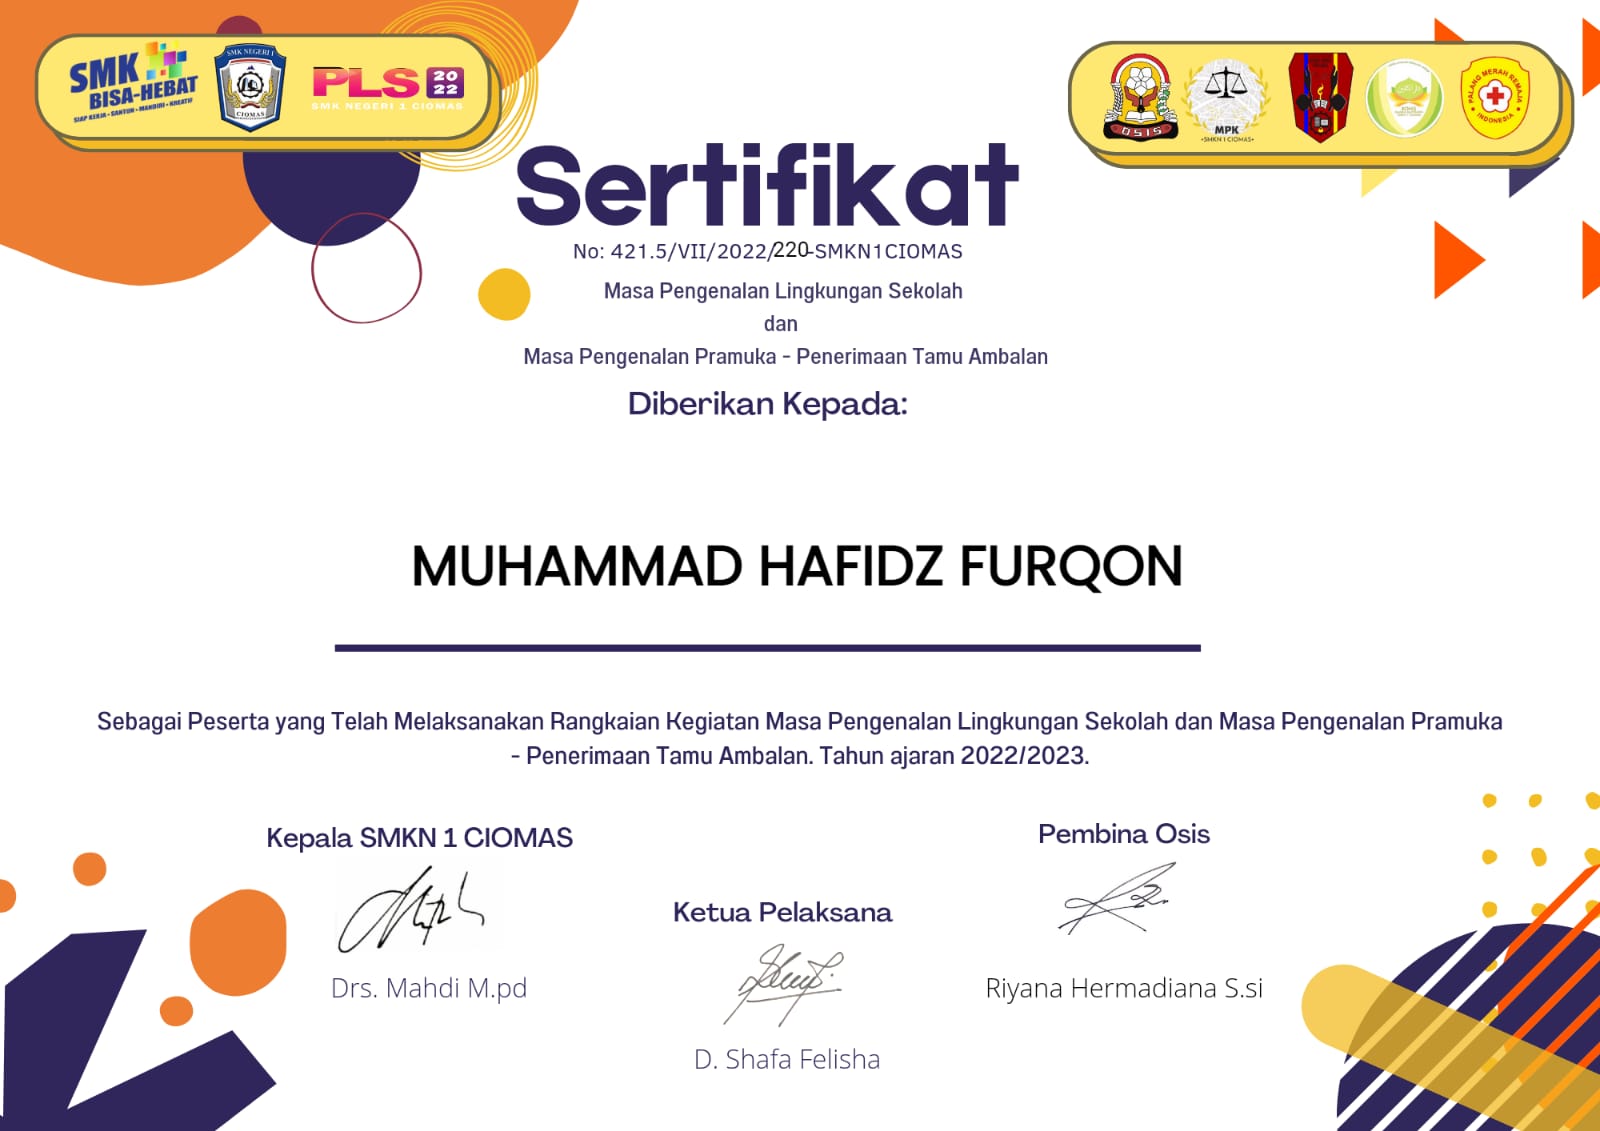 SMK
BISA-HEBAT
SIAP KERJA • SANTUN • MANDIRI • KREATIF
SMK NEGERI 1
CIOMAS
PLS 2022
SMK NEGERI 1 CIOMAS
OSIS
MPK
•SMKN 1 CIOMAS•
PALANG MERAH REMAJA
INDONESIA
Sertifikat
No: 421.5/VII/2022/220-SMKN1CIOMAS
Masa Pengenalan Lingkungan Sekolah
dan
Masa Pengenalan Pramuka - Penerimaan Tamu Ambalan
Diberikan Kepada:
MUHAMMAD HAFIDZ FURQON
Sebagai Peserta yang Telah Melaksanakan Rangkaian Kegiatan Masa Pengenalan Lingkungan Sekolah dan Masa Pengenalan Pramuka
- Penerimaan Tamu Ambalan. Tahun ajaran 2022/2023.
Kepala SMKN 1 CIOMAS
Drs. Mahdi M.pd
Ketua Pelaksana
D. Shafa Felisha
Pembina Osis
Riyana Hermadiana S.si